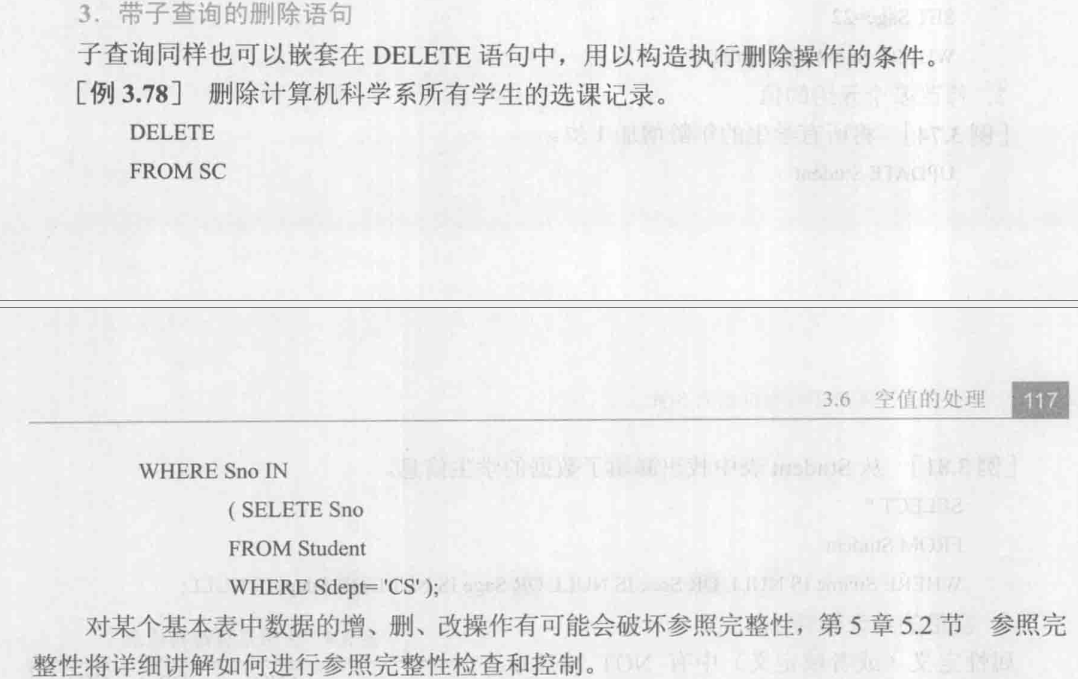 3．带子查询的删除语句
子查询同样也可以嵌套在 DELETE 语句中，用以构造执行删除操作的条件。
［例 3.78］ 删除计算机科学系所有学生的选课记录。
DELETE
FROM SC
3.6 空值的处理 117
WHERE Sno IN
( SELETE Sno
FROM Student
WHERE Sdept= 'CS' );
对某个基本表中数据的增、删、改操作有可能会破坏参照完整性，第 5 章 5.2 节 参照完
整性将详细讲解如何进行参照完整性检查和控制。